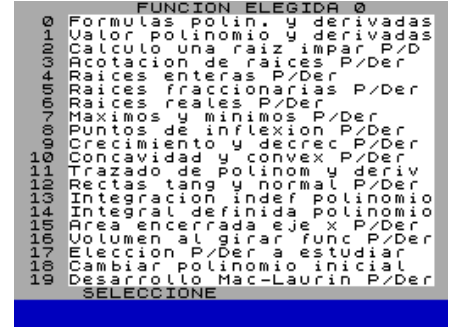 FUNCION ELEGIDA 0
0 Formulas polin. y derivadas
1 Valor polinomio y derivadas
2 Calculo una raiz impar P/D
3 Acotacion de raices P/Der
4 Raices enteras P/Der
5 Raices fraccionarias P/Der
6 Raices reales P/Der
7 Maximos y minimos P/Der
8 Puntos de inflexion P/Der
9 Crecimiento y decrec P/Der
10 Concavidad y convex P/Der
11 Trazado de polinom y deriv
12 Rectas tang y normal P/Der
13 Integracion indef polinomio
14 Integral definida polinomio
15 Area encerrada eje x P/Der
16 Volumen al girar func P/Der
17 Eleccion P/Der a estudiar
18 Cambiar polinomio inicial
19 Desarrollo Mac-Laurin P/Der
SELECCIONE